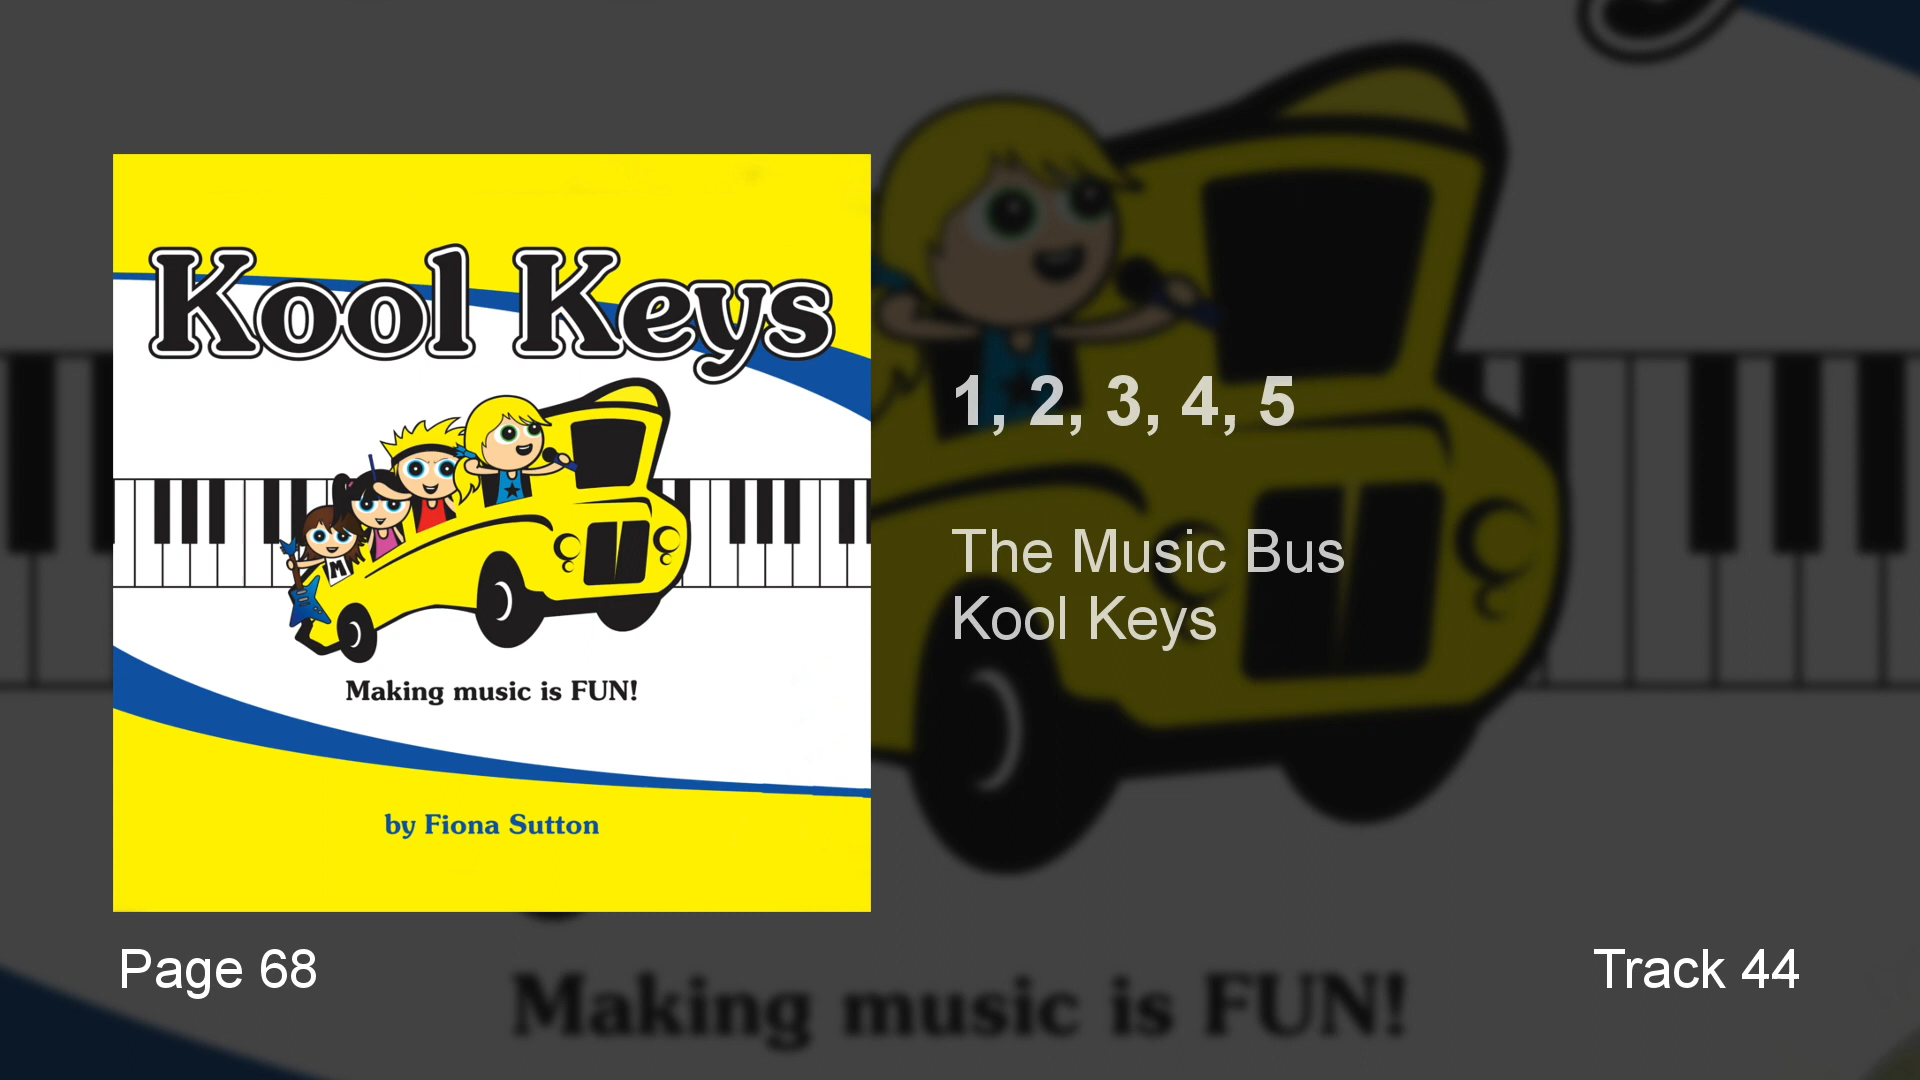 Kool Keys
M
Making music is FUN!
by Fiona Sutton
1, 2, 3, 4, 5
The Music Bus
Kool Keys
Page 68
Track 44
Making music is FUN!